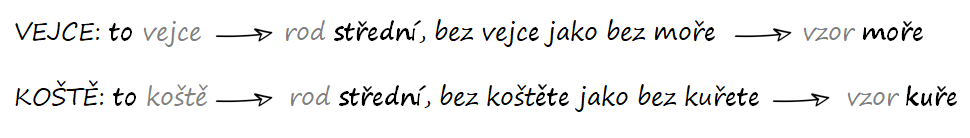 VEJCE: to vejce → rod střední, bez vejce jako bez moře → vzor moře
KOŠTĚ: to koště → rod střední, bez koštěte jako bez kuřete → vzor kuře